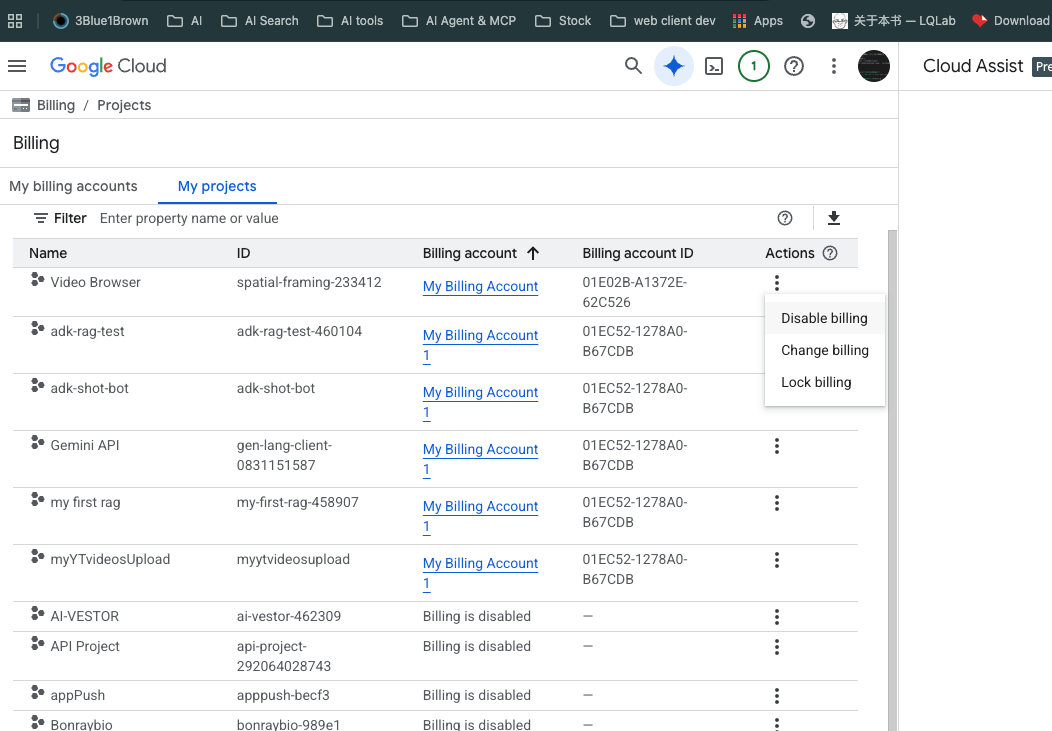 3Blue1Brown AI AI Search AI tools AI Agent & MCP Stock web client dev Apps 关于本书 — LQLab Download
Google Cloud 1 Cloud Assist Pre
Billing / Projects
Billing
My billing accounts My projects
Filter Enter property name or value
Name ID Billing account Billing account ID Actions
Video Browser spatial-framing-233412 My Billing Account 01E02B-A1372E-
62C526
Disable billing
adk-rag-test adk-rag-test-460104 My Billing Account 01EC52-1278A0-
1 B67CDB
Change billing
Lock billing
adk-shot-bot adk-shot-bot My Billing Account 01EC52-1278A0-
1 B67CDB
Gemini API gen-lang-client- My Billing Account 01EC52-1278A0-
0831151587 1 B67CDB
my first rag my-first-rag-458907 My Billing Account 01EC52-1278A0-
1 B67CDB
myYTvideosUpload myytvideosupload My Billing Account 01EC52-1278A0-
1 B67CDB
AI-VESTOR ai-vestor-462309 Billing is disabled —
API Project api-project- Billing is disabled —
292064028743
appPush apppush-becf3 Billing is disabled —
Bonraybio bonraybio-989e1 Billing is disabled —